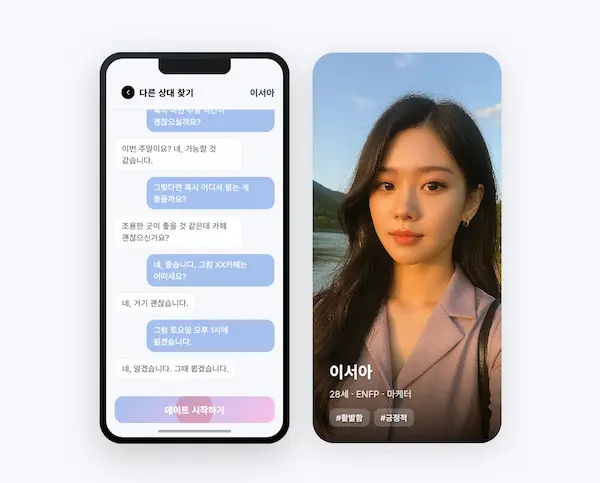 다른 상대 찾기
이서아
괜찮으실까요?
이번 주말이요? 네, 가능할 것
같습니다.
그렇다면 혹시 어디서 뵙는 게
좋을까요?
조용한 곳이 좋을 것 같은데 카페
괜찮으신가요?
네, 좋습니다. 그럼 XX카페는
어떠세요?
네, 거기 괜찮습니다.
그럼 토요일 오후 1시에
뵙겠습니다.
네, 알겠습니다. 그때 뵙겠습니다.
데이트 시작하기
이서아
28세 · ENFP · 마케터
#활발함 #긍정적